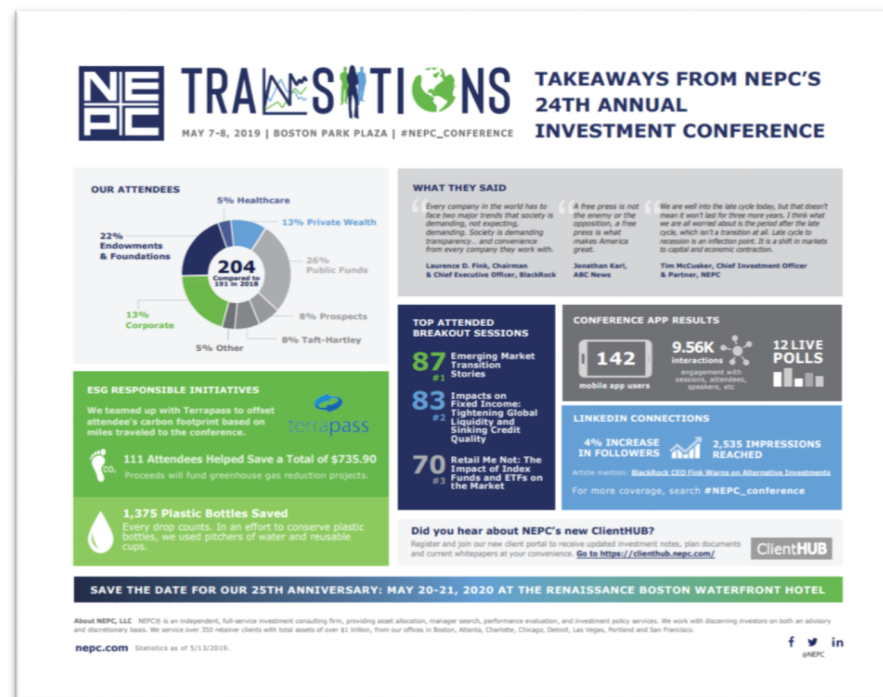 NE
PC
TRANSITIONS
MAY 7-8, 2019 | BOSTON PARK PLAZA | #NEPC_CONFERENCE
TAKEAWAYS FROM NEPC'S
24TH ANNUAL
INVESTMENT CONFERENCE
OUR ATTENDEES
5% Healthcare
13% Private Wealth
22%
Endowments
& Foundations
204
Compared to
191 in 2018
26%
Public Funds
13%
Corporate
8% Prospects
8% Taft-Hartley
5% Other
WHAT THEY SAID
Every company in the world has to
face two major trends that society is
demanding, not expecting,
demanding. Society is demanding
transparency... and convenience
from every company they work with.
Laurence D. Fink, Chairman
& Chief Executive Officer, BlackRock
A free press is not
the enemy or the
opposition, a free
press is what
makes America
great.
Jonathan Karl,
ABC News
We are well into the late cycle today, but that doesn't
mean it won't last for three more years. I think what
we are all worried about is the period after the late
cycle, which isn't a transition at all. Late cycle to
recession is an inflection point. It is a shift in markets
to capital and economic contraction.
Tim McCusker, Chief Investment Officer
& Partner, NEPC
TOP ATTENDED
BREAKOUT SESSIONS
87
#1
Emerging Market
Transition
Stories
83
#2
Impacts on
Fixed Income:
Tightening Global
Liquidity and
Sinking Credit
Quality
70
#3
Retail Me Not: The
Impact of Index
Funds and ETFs on
the Market
CONFERENCE APP RESULTS
142
mobile app users
9.56K
interactions
engagement with
sessions, attendees,
speakers, etc
12 LIVE
POLLS
LINKEDIN CONNECTIONS
4% INCREASE
IN FOLLOWERS
2,535 IMPRESSIONS
REACHED
Article mention: BlackRock CEO Fink Warns on Alternative Investments
For more coverage, search #NEPC_conference
ESG RESPONSIBLE INITIATIVES
We teamed up with Terrapass to offset
attendee's carbon footprint based on
miles traveled to the conference.
terrapass
CO2
111 Attendees Helped Save a Total of $735.90
Proceeds will fund greenhouse gas reduction projects.
1,375 Plastic Bottles Saved
Every drop counts. In an effort to conserve plastic
bottles, we used pitchers of water and reusable
cups.
Did you hear about NEPC's new ClientHUB?
Register and join our new client portal to receive updated investment notes, plan documents
and current whitepapers at your convenience. Go to https://clienthub.nepc.com/
ClientHUB
SAVE THE DATE FOR OUR 25TH ANNIVERSARY: MAY 20-21, 2020 AT THE RENAISSANCE BOSTON WATERFRONT HOTEL
About NEPC, LLC NEPC® is an independent, full-service investment consulting firm, providing asset allocation, manager search, performance evaluation, and investment policy services. We work with discerning investors on both an advisory
and discretionary basis. We service over 350 retainer clients with total assets of over $1 trillion, from our offices in Boston, Atlanta, Charlotte, Chicago, Detroit, Las Vegas, Portland and San Francisco.
nepc.com Statistics as of 5/13/2019.
f in
@NEPC